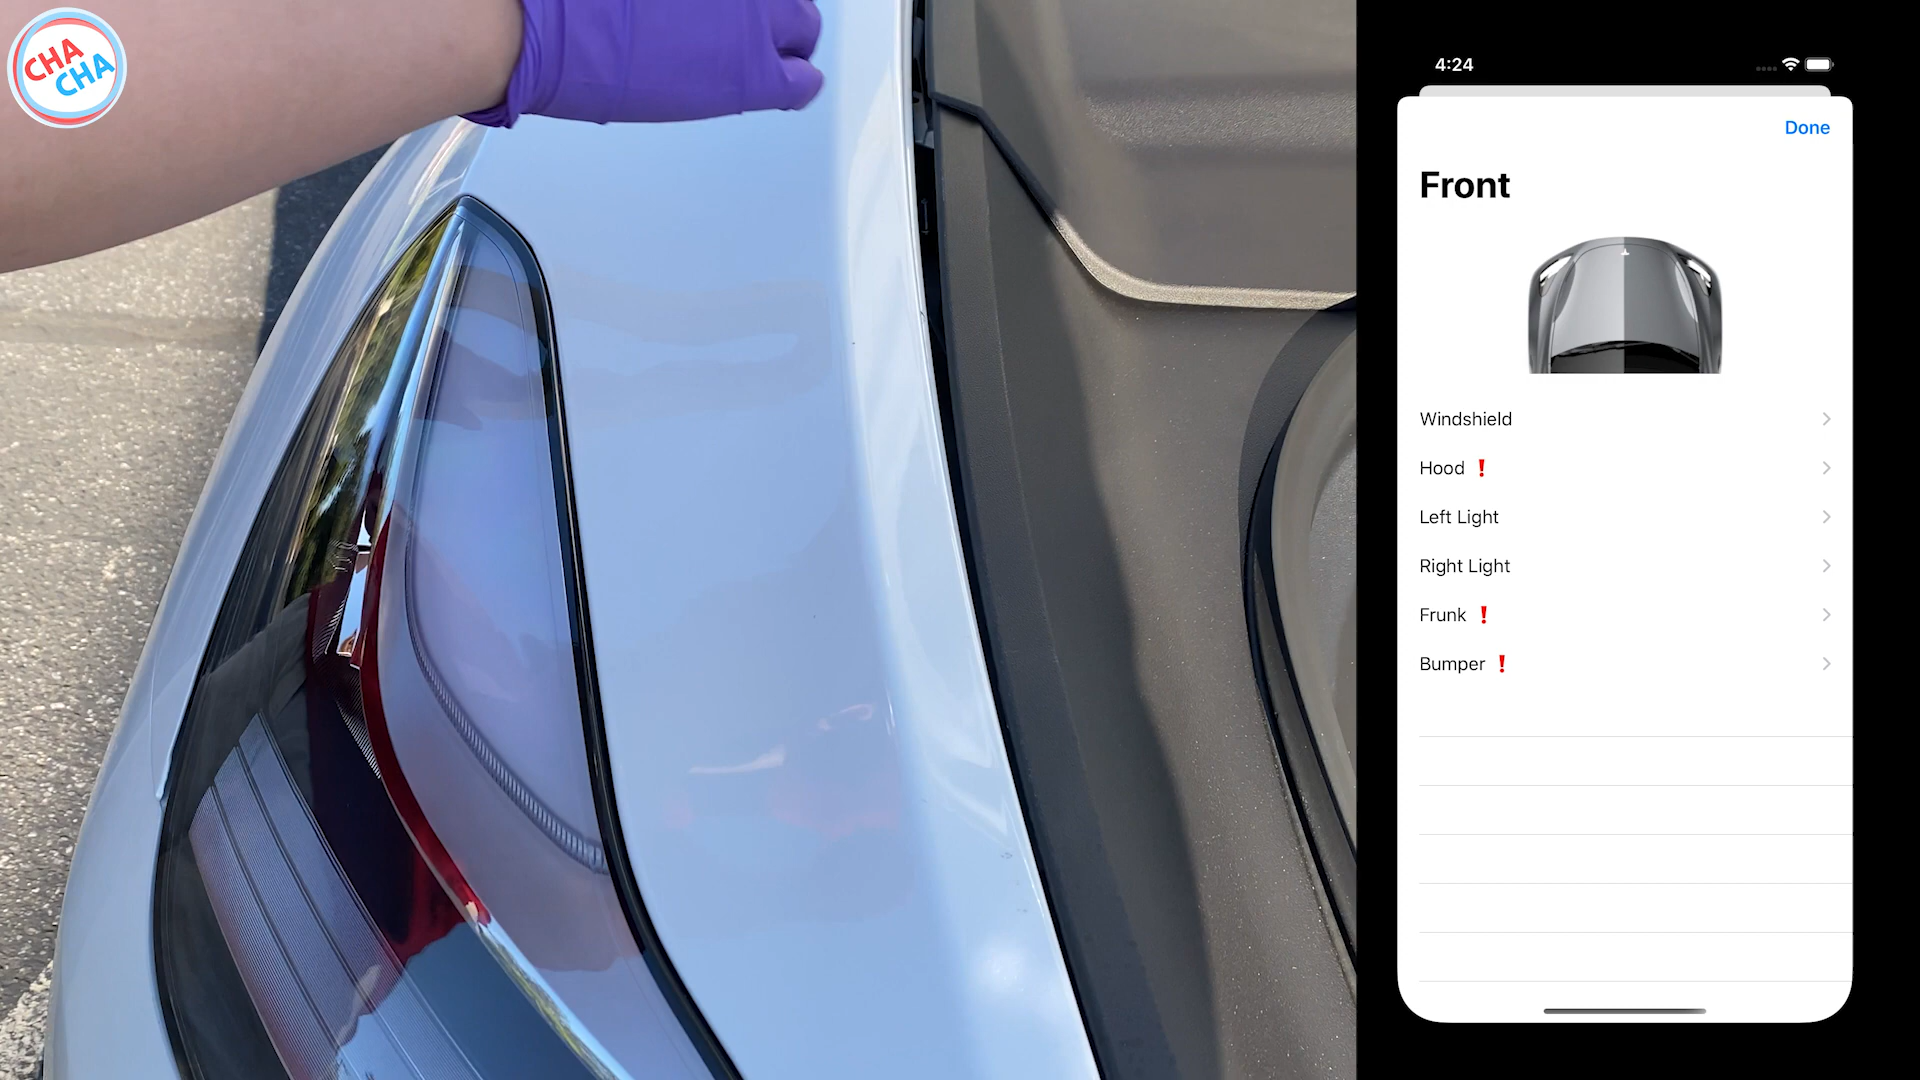 CHA
CHA
4:24
Done
Front
Windshield
Hood ❗
Left Light
Right Light
Frunk ❗
Bumper ❗